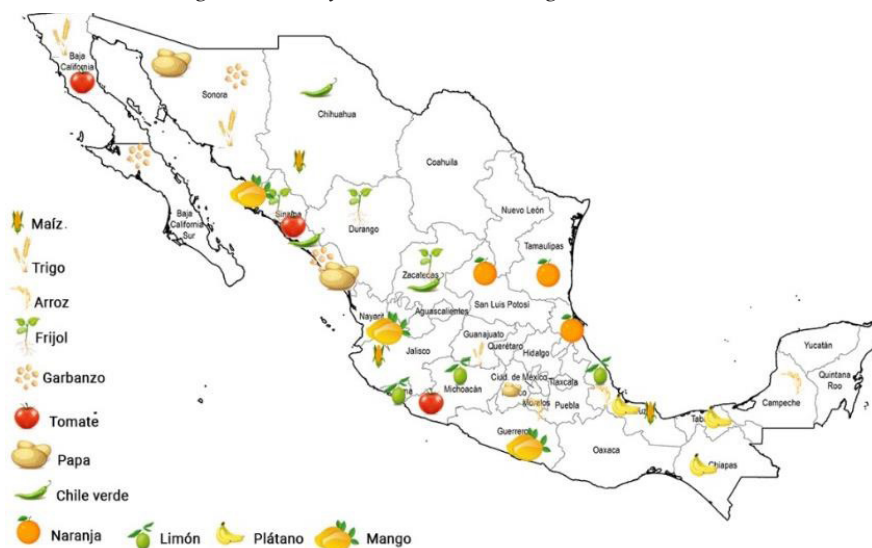 Baja
California
Sonora
Chihuahua
Coahuila
Nuevo León
Tamaulipas
Baja
California
Sur
Sinaloa
Durango
Zacatecas
San Luis Potosí
Nayarit
Aguascalientes
Jalisco
Guanajuato
Querétaro
Hidalgo
Michoacán
Ciud. de México
Tlaxcala
Morelos
Puebla
Guerrero
Oaxaca
Chiapas
Campeche
Yucatán
Quintana
Roo
Maíz
Trigo
Arroz
Frijol
Garbanzo
Tomate
Papa
Chile verde
Naranja
Limón
Plátano
Mango